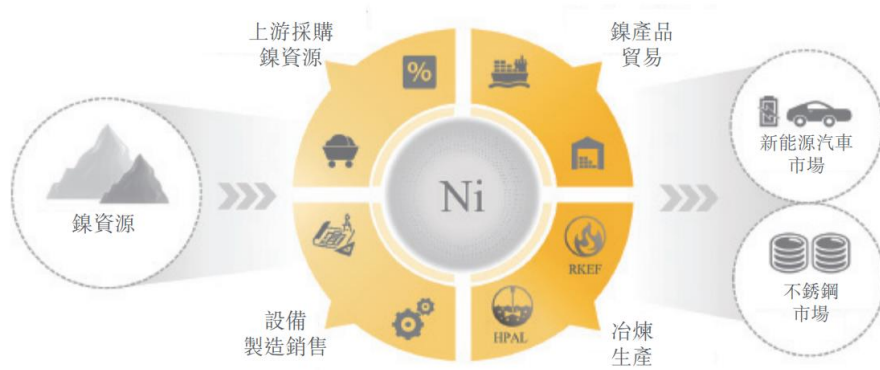 上游採購
鎳資源
%
鎳產品
貿易
鎳資源
Ni
新能源汽車
市場
不銹鋼
市場
設備
製造銷售
HPAL
RKEF
冶煉
生產